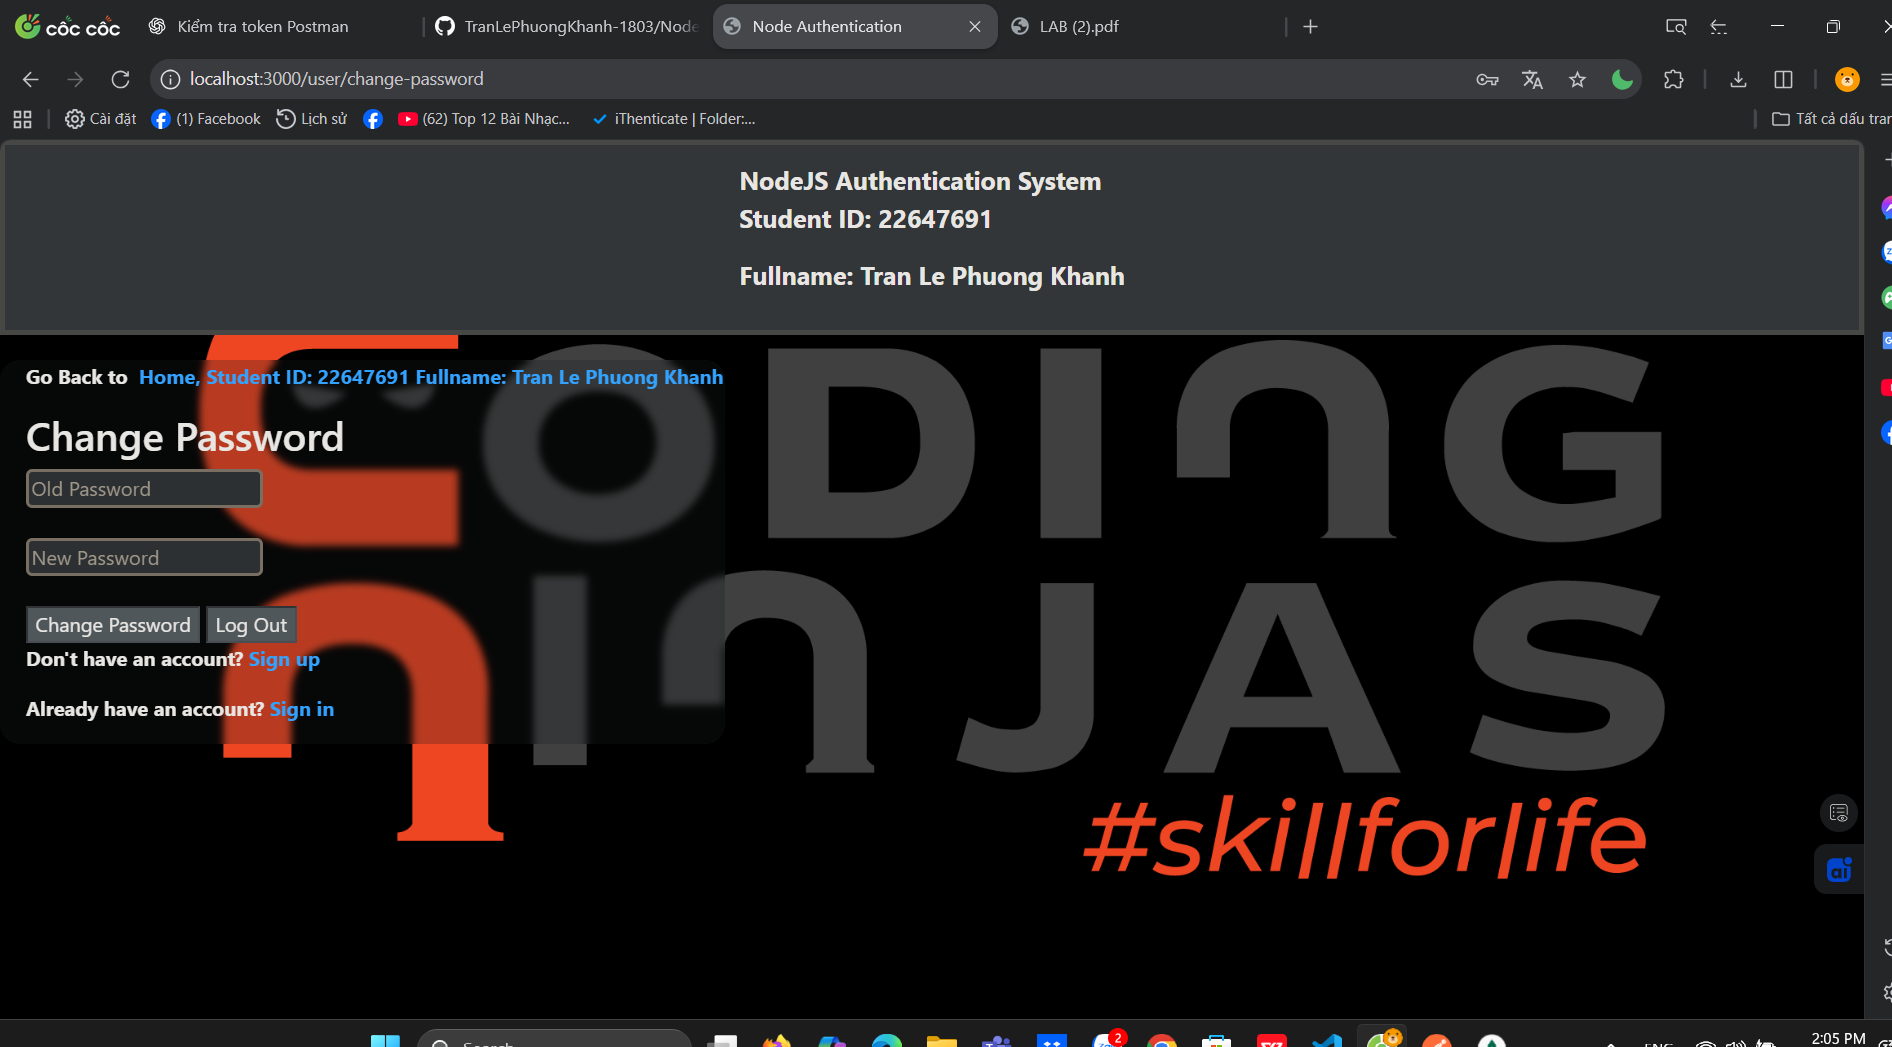 cốc cốc
Kiểm tra token Postman
TranLePhuongKhanh-1803/Node
Node Authentication
LAB (2).pdf
localhost:3000/user/change-password
Cài đặt
(1) Facebook
Lịch sử
(62) Top 12 Bài Nhạc...
iThenticate | Folder:...
Tất cả dấu tran
NodeJS Authentication System
Student ID: 22647691
Fullname: Tran Le Phuong Khanh
Go Back to Home, Student ID: 22647691 Fullname: Tran Le Phuong Khanh
Change Password
Old Password
New Password
Change Password
Log Out
Don't have an account? Sign up
Already have an account? Sign in
CODING
NINJAS
#skillforlife
ai
Search
2
ENG
2:05 PM